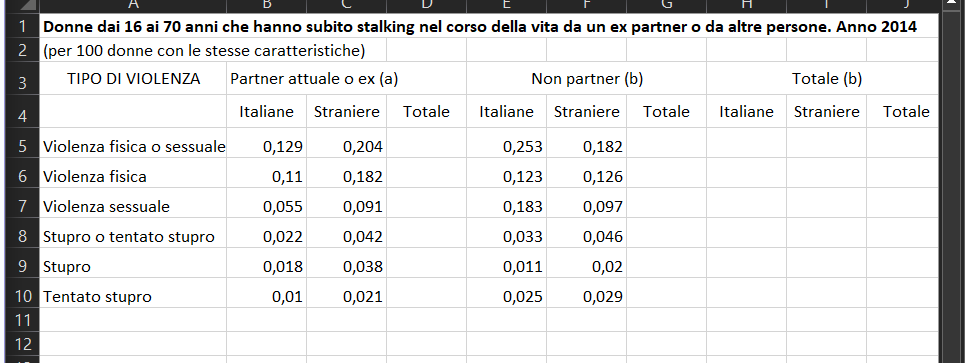 A B C D E F G H I J
1 Donne dai 16 ai 70 anni che hanno subito stalking nel corso della vita da un ex partner o da altre persone. Anno 2014
2 (per 100 donne con le stesse caratteristiche)
3 TIPO DI VIOLENZA Partner attuale o ex (a) Non partner (b) Totale (b)
4 Italiane Straniere Totale Italiane Straniere Totale Italiane Straniere Totale
5 Violenza fisica o sessuale 0,129 0,204 0,253 0,182
6 Violenza fisica 0,11 0,182 0,123 0,126
7 Violenza sessuale 0,055 0,091 0,183 0,097
8 Stupro o tentato stupro 0,022 0,042 0,033 0,046
9 Stupro 0,018 0,038 0,011 0,02
10 Tentato stupro 0,01 0,021 0,025 0,029
11
12